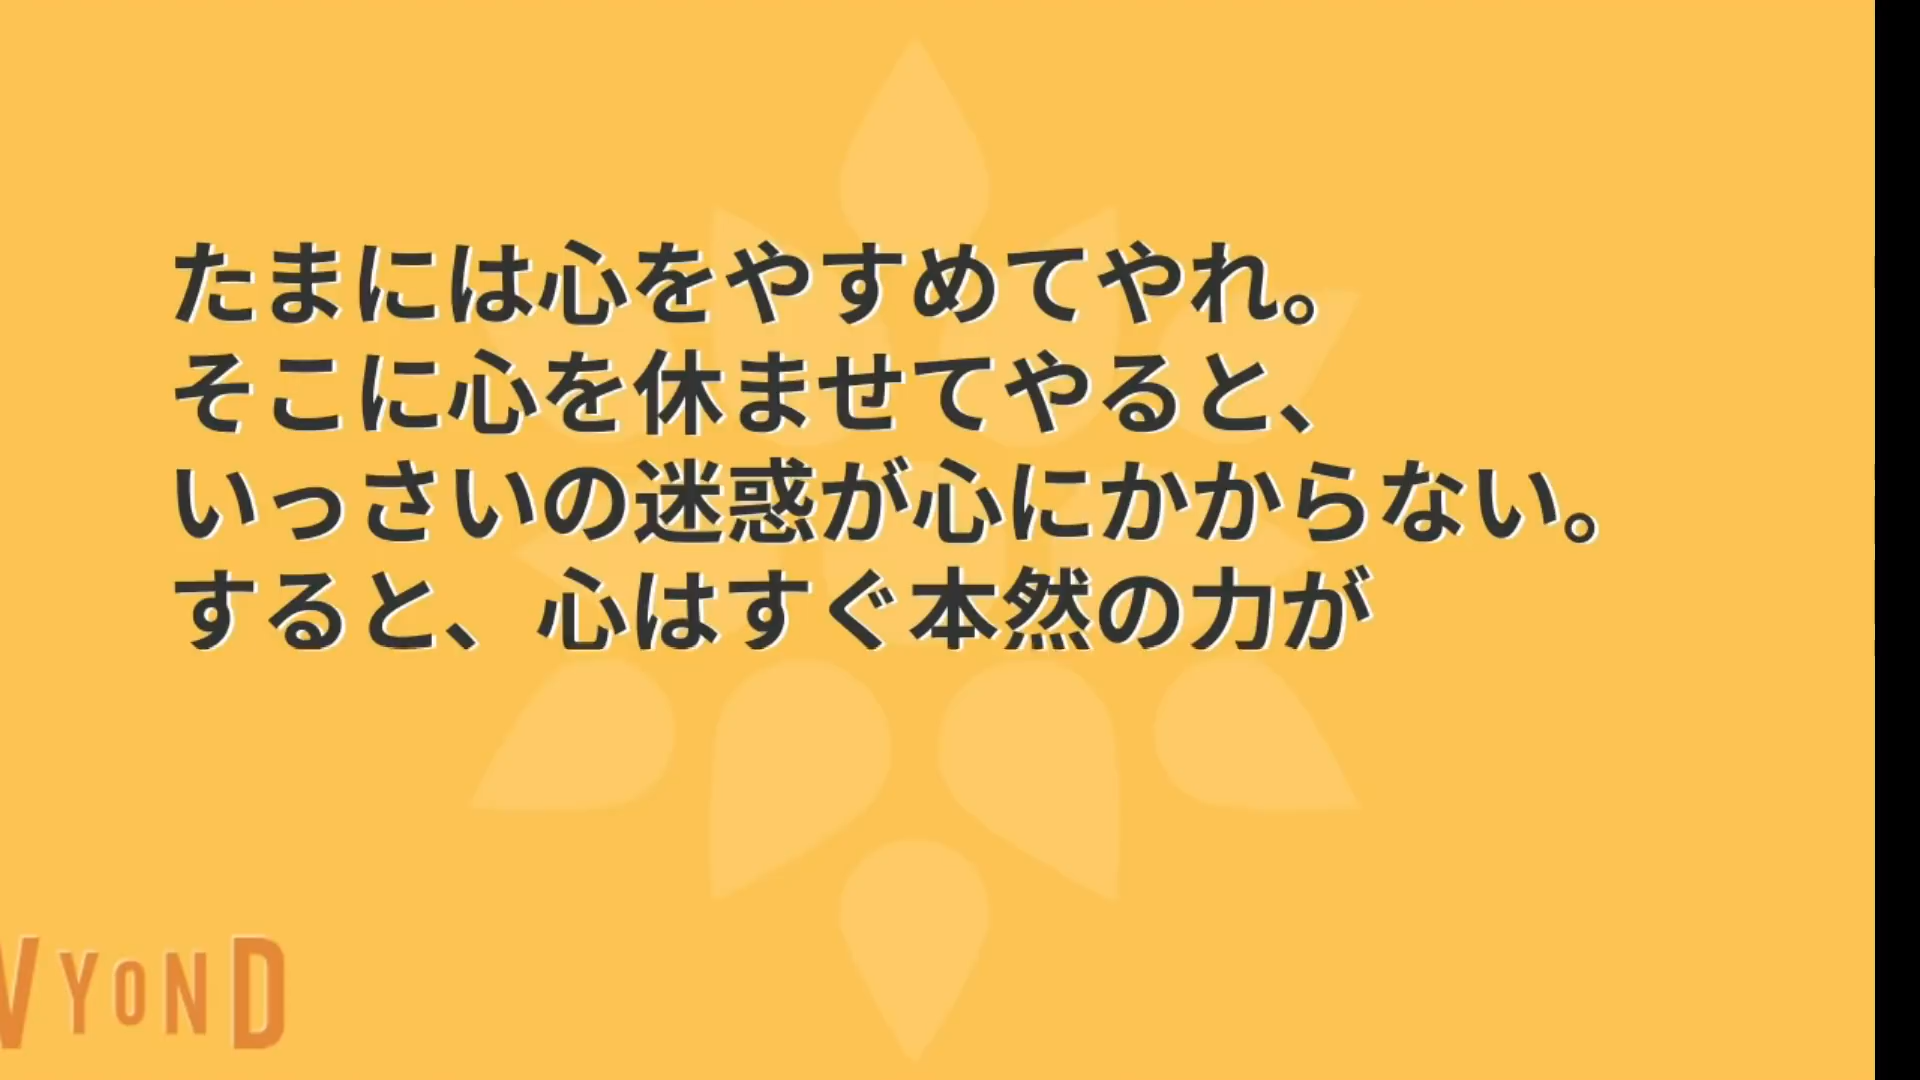 たまには心をやすめてやれ。
そこに心を休ませてやると、
いっさいの迷惑が心にかからない。
すると、心はすぐ本然の力が
VYOND